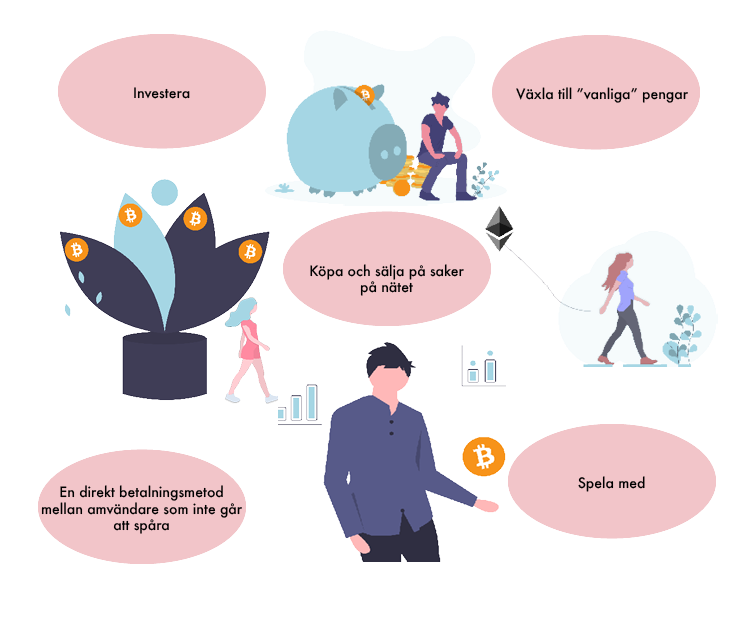 Investera
Växla till ”vanliga” pengar
Köpa och sälja på saker
på nätet
En direkt betalningsmetod
mellan amvändare som inte går
att spåra
Spela med